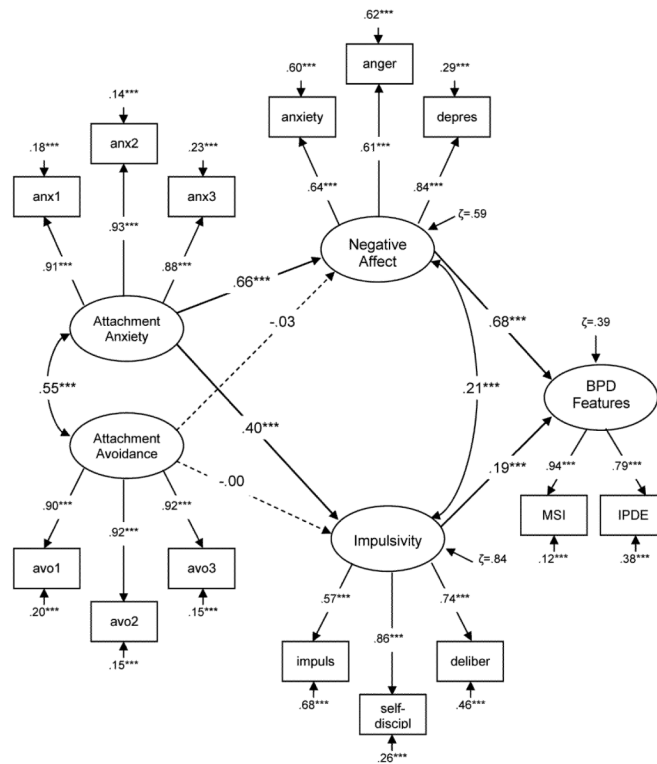 .62***
anger
.60***
.29***
anxiety
depres
.14***
anx2
.18***
.23***
anx1
anx3
.61***
.64***
.84***
.93***
.91***
.88***
ζ=.59
Negative
Affect
.66***
Attachment
Anxiety
-.03
.68***
ζ=.39
.55***
.21***
BPD
Features
.40***
Attachment
Avoidance
-.00
.19***
.94***
.79***
.90***
.92***
.92***
MSI
IPDE
Impulsivity
ζ=.84
.12***
.38***
avo1
avo3
.20***
.15***
avo2
.15***
.57***
.74***
.86***
impuls
deliber
.68***
.46***
self-
discipl
.26***